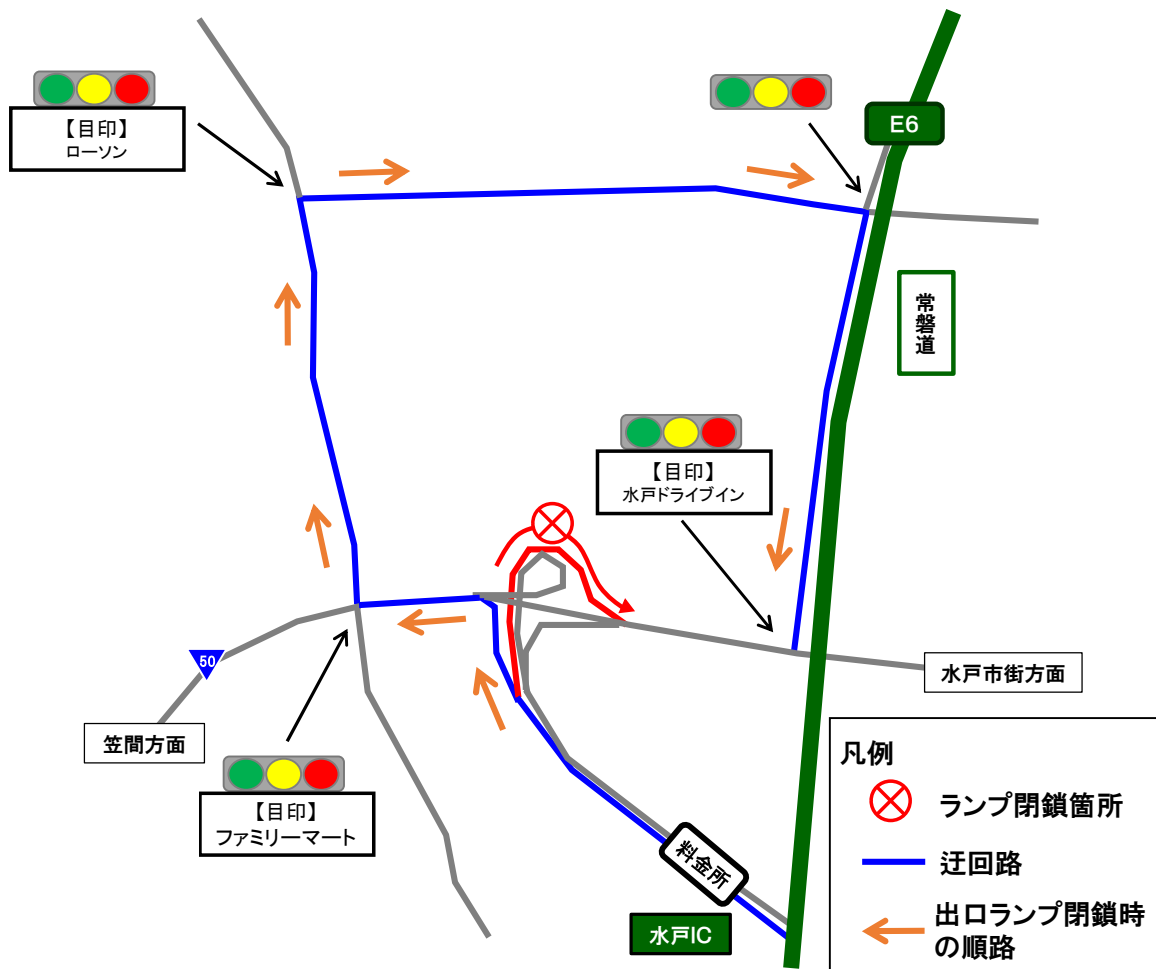 E6
【目印】
ローソン
常
磐
道
【目印】
水戸ドライブイン
50
水戸市街方面
笠間方面
【目印】
ファミリーマート
料金所
水戸IC
凡例
ランプ閉鎖箇所
迂回路
出口ランプ閉鎖時
の順路